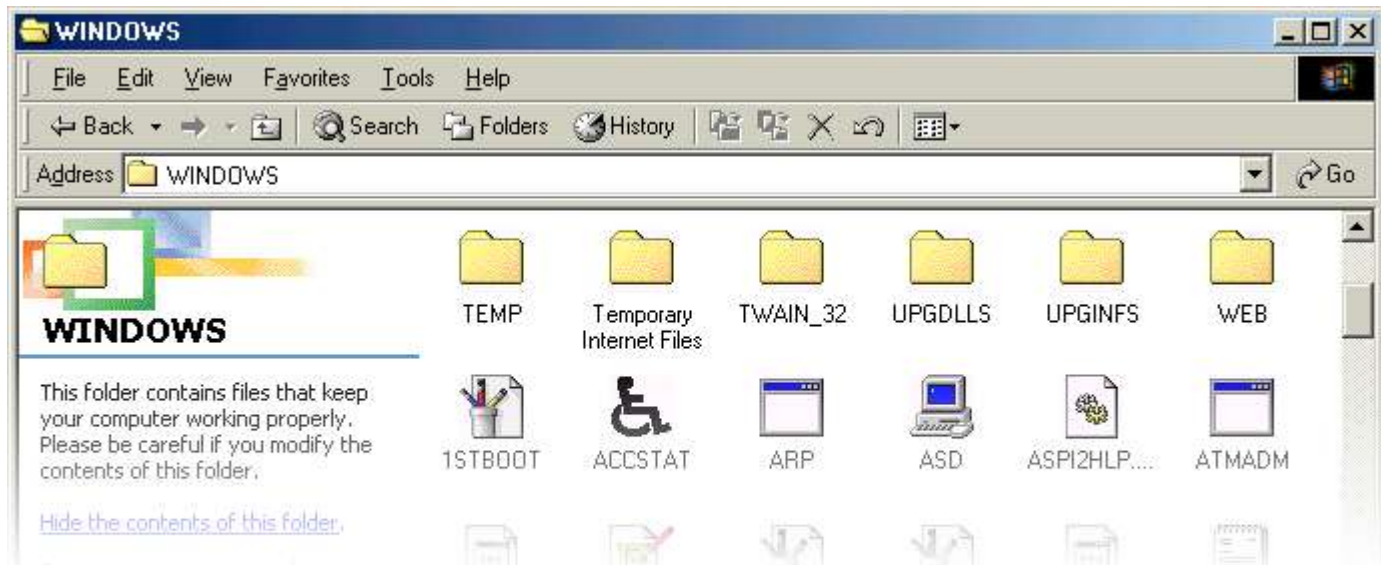 WINDOWS
File Edit View Favorites Tools Help
Back Search Folders History
Address WINDOWS Go
WINDOWS
This folder contains files that keep
your computer working properly.
Please be careful if you modify the
contents of this folder.
Hide the contents of this folder.
TEMP Temporary TWAIN_32 UPGDLLS UPGINFS WEB
Internet Files
1STBOOT ACCSTAT ARP ASD ASPI2HLP.... ATMADM